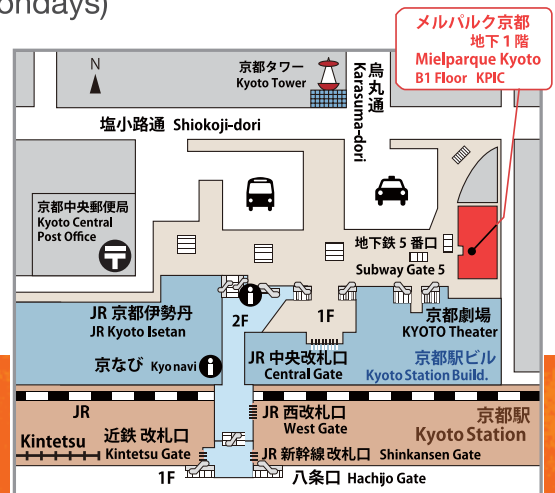 ondays)
メルパルク京都
地下1階
Mielparque Kyoto
B1 Floor KPIC
N
京都タワー
Kyoto Tower
烏丸通
Karasuma-dori
塩小路通 Shiokoji-dori
京都中央郵便局
Kyoto Central
Post Office
〒
地下鉄 5 番口
Subway Gate 5
JR 京都伊勢丹
JR Kyoto Isetan
i
2F
1F
京都劇場
KYOTO Theater
京なび Kyo navi
i
JR 中央改札口
Central Gate
京都駅ビル
Kyoto Station Build.
JR
JR 西改札口
West Gate
京都駅
Kyoto Station
Kintetsu
近鉄 改札口
Kintetsu Gate
JR 新幹線改札口 Shinkansen Gate
1F
八条口 Hachijo Gate